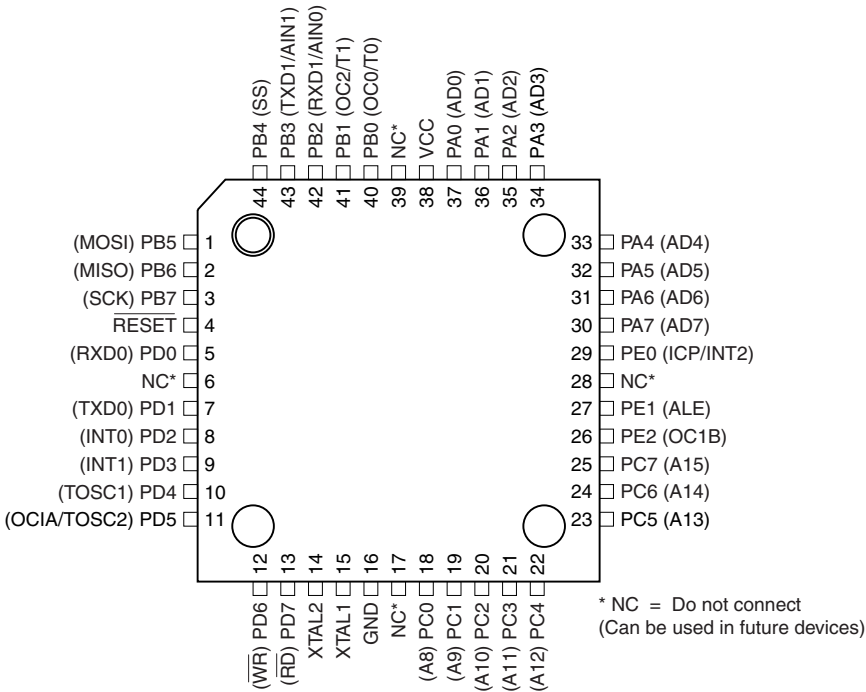 PB4 (SS)
PB3 (TXD1/AIN1)
PB2 (RXD1/AIN0)
PB1 (OC2/T1)
PB0 (OC0/T0)
NC*
VCC
PA0 (AD0)
PA1 (AD1)
PA2 (AD2)
PA3 (AD3)
44 43 42 41 40 39 38 37 36 35 34
(MOSI) PB5 1
(MISO) PB6 2
(SCK) PB7 3
RESET 4
(RXD0) PD0 5
NC* 6
(TXD0) PD1 7
(INT0) PD2 8
(INT1) PD3 9
(TOSC1) PD4 10
(OCIA/TOSC2) PD5 11
33 PA4 (AD4)
32 PA5 (AD5)
31 PA6 (AD6)
30 PA7 (AD7)
29 PE0 (ICP/INT2)
28 NC*
27 PE1 (ALE)
26 PE2 (OC1B)
25 PC7 (A15)
24 PC6 (A14)
23 PC5 (A13)
12 13 14 15 16 17 18 19 20 21 22
(WR) PD6
(RD) PD7
XTAL2
XTAL1
GND
NC*
(A8) PC0
(A9) PC1
(A10) PC2
(A11) PC3
(A12) PC4
* NC = Do not connect
(Can be used in future devices)